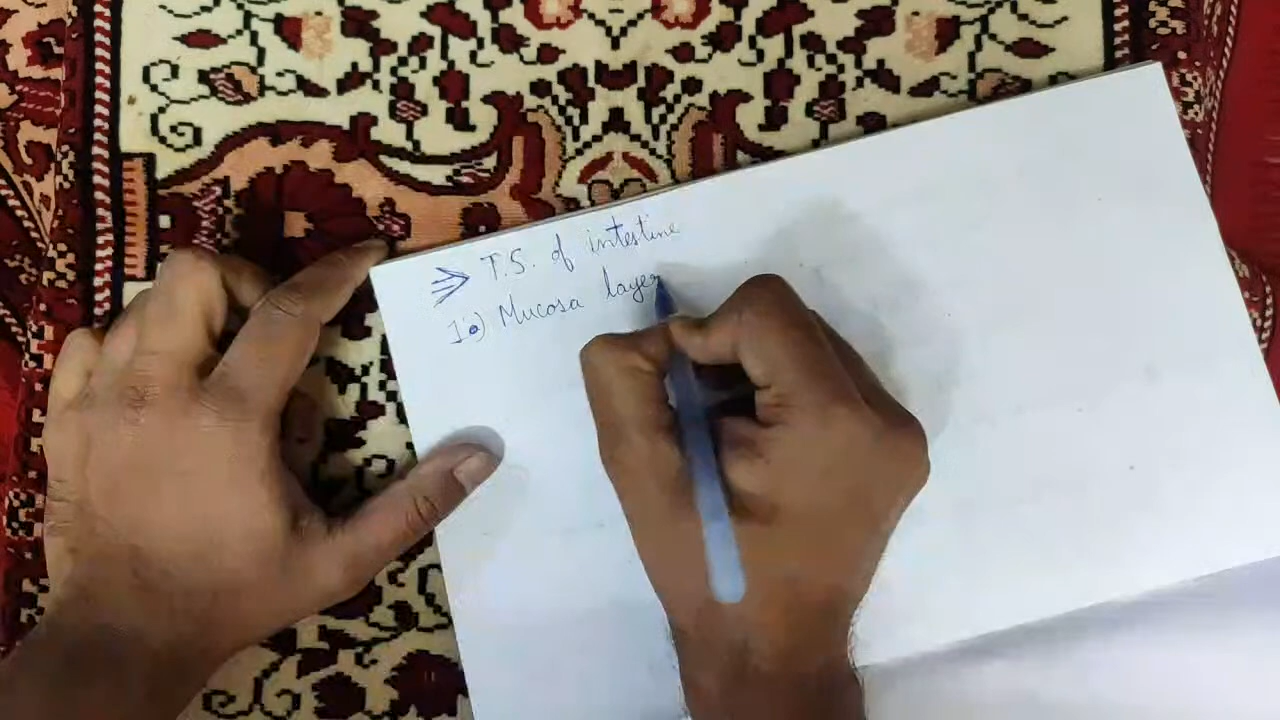 ⇒ T.S. of intestine
1.) Mucosa layer